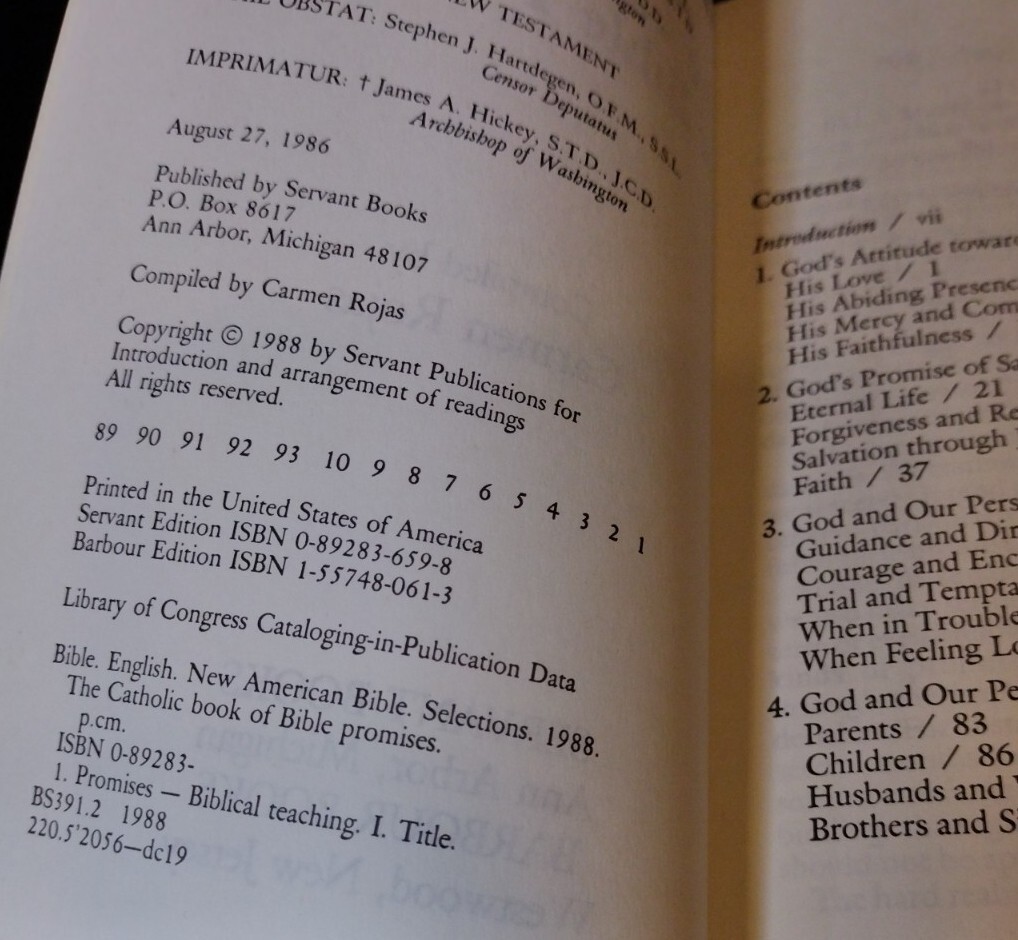 NEW TESTAMENT
OBSTAT: Stephen J. Hartdegen, O.F.M., S.S.L.
Censor Deputatus
IMPRIMATUR: † James A. Hickey, S.T.D., J.C.D.
Archbishop of Washington
August 27, 1986
Published by Servant Books
P.O. Box 8617
Ann Arbor, Michigan 48107
Compiled by Carmen Rojas
Copyright © 1988 by Servant Publications for
Introduction and arrangement of readings
All rights reserved.
89 90 91 92 93 10 9 8 7 6 5 4 3 2 1
Printed in the United States of America
Servant Edition ISBN 0-89283-659-8
Barbour Edition ISBN 1-55748-061-3
Library of Congress Cataloging-in-Publication Data
Bible. English. New American Bible. Selections. 1988.
The Catholic book of Bible promises.
p.cm.
ISBN 0-89283-
1. Promises — Biblical teaching. I. Title.
BS391.2 1988
220.5'2056—dc19
Contents
Introduction / vii
1. God's Attitude toward
His Love / 1
His Abiding Presenc
His Mercy and Com
His Faithfulness /
2. God's Promise of Sa
Eternal Life / 21
Forgiveness and Re
Salvation through
Faith / 37
3. God and Our Pers
Guidance and Dir
Courage and Enc
Trial and Tempta
When in Trouble
When Feeling Lo
4. God and Our Pe
Parents / 83
Children / 86
Husbands and
Brothers and S